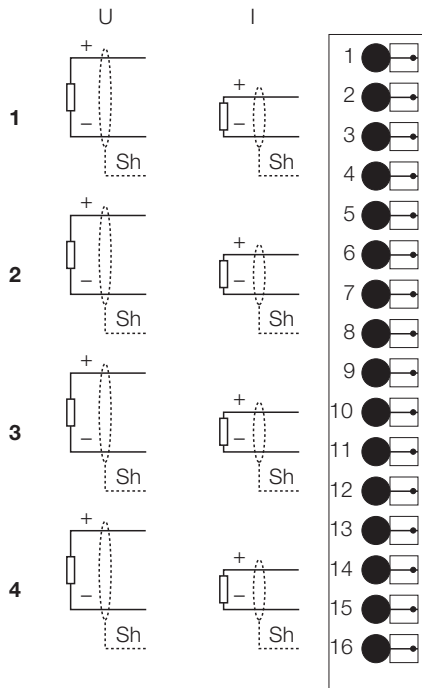 U I
+ 1
+ 2
1
– – 3
Sh Sh 4
+ 5
+ 6
2
– – 7
Sh Sh 8
+ 9
+ 10
3
– – 11
Sh Sh 12
+ 13
+ 14
4
– – 15
Sh Sh 16